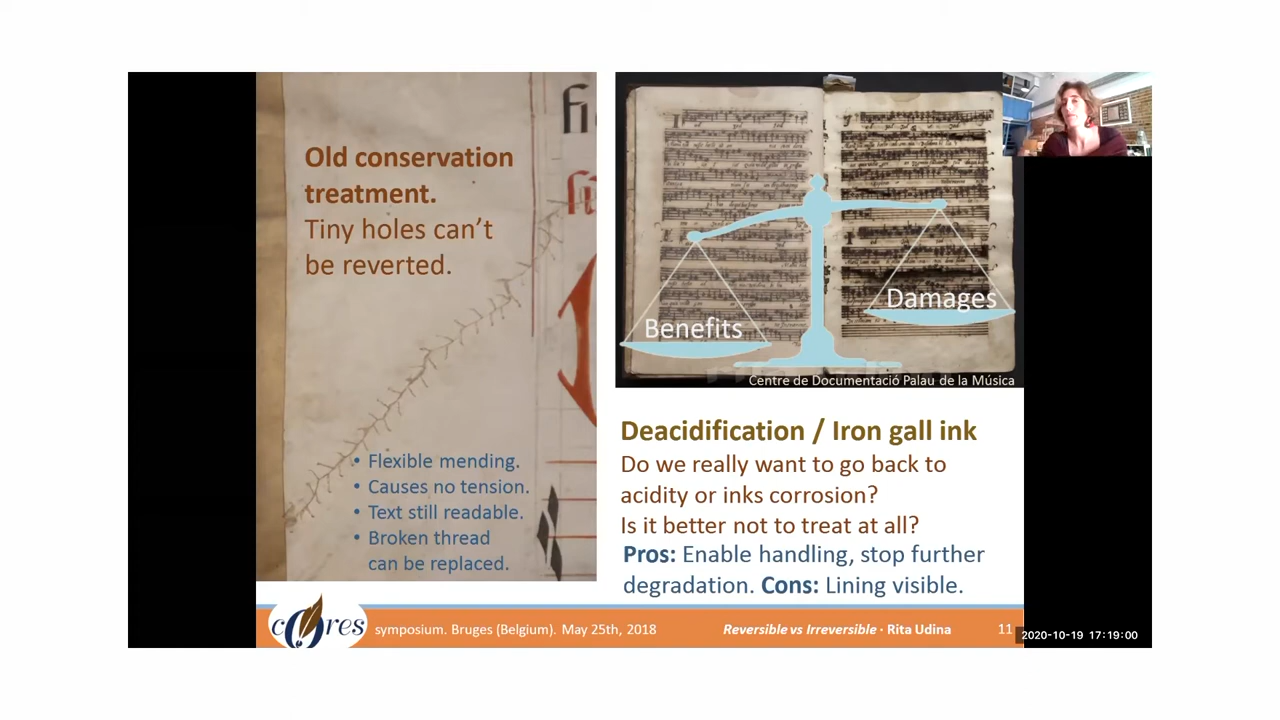 Old conservation
treatment.
Tiny holes can't
be reverted.
• Flexible mending.
• Causes no tension.
• Text still readable.
• Broken thread
can be replaced.
Benefits
Damages
Centre de Documentació Palau de la Música
Deacidification / Iron gall ink
Do we really want to go back to
acidity or inks corrosion?
Is it better not to treat at all?
Pros: Enable handling, stop further
degradation. Cons: Lining visible.
cores
symposium. Bruges (Belgium). May 25th, 2018
Reversible vs Irreversible · Rita Udina
11
2020-10-19 17:19:00